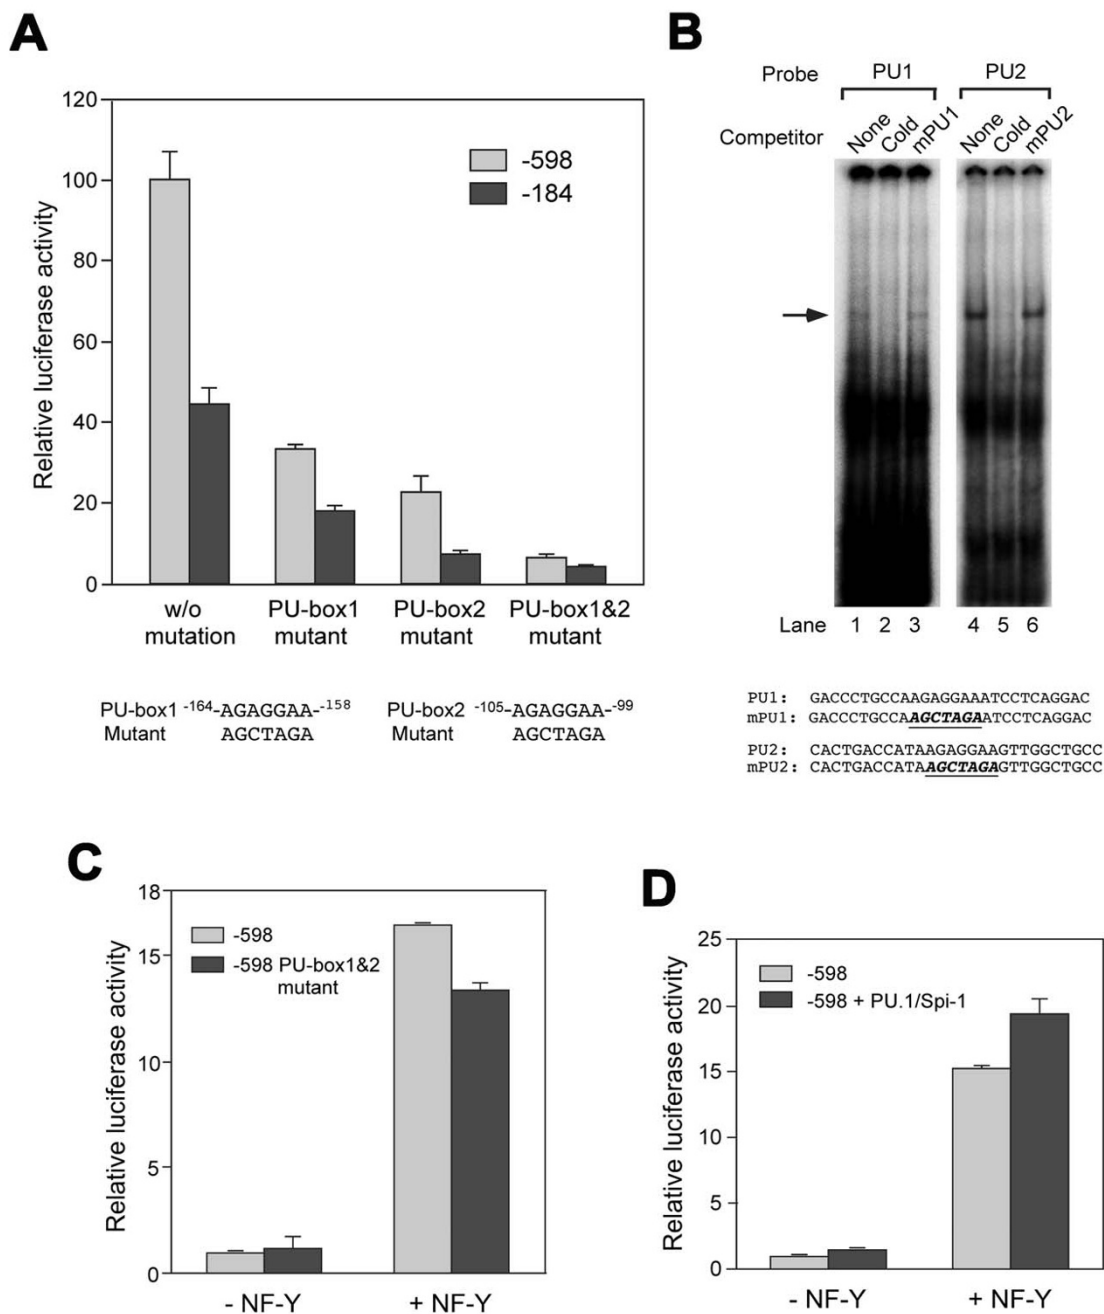 A
Relative luciferase activity
120
100
80
60
40
20
0
-598
-184
w/o mutation
PU-box1 mutant
PU-box2 mutant
PU-box1&2 mutant
PU-box1 -164-AGAGGAA--158
Mutant AGCTAGA
PU-box2 -105-AGAGGAA--99
Mutant AGCTAGA
B
Probe PU1 PU2
Competitor None Cold mPU1 None Cold mPU2
Lane 1 2 3 4 5 6
PU1: GACCCTGCCAAGAGGAAATCCTCAGGAC
mPU1: GACCCTGCCAAGCTAGAATCCTCAGGAC
PU2: CACTGACCATAAGAGGAAGTTGGCTGCC
mPU2: CACTGACCATAAGCTAGAGTTGGCTGCC
C
Relative luciferase activity
18
15
10
5
0
-598
-598 PU-box1&2
mutant
- NF-Y + NF-Y
D
Relative luciferase activity
25
20
15
10
5
0
-598
-598 + PU.1/Spi-1
- NF-Y + NF-Y